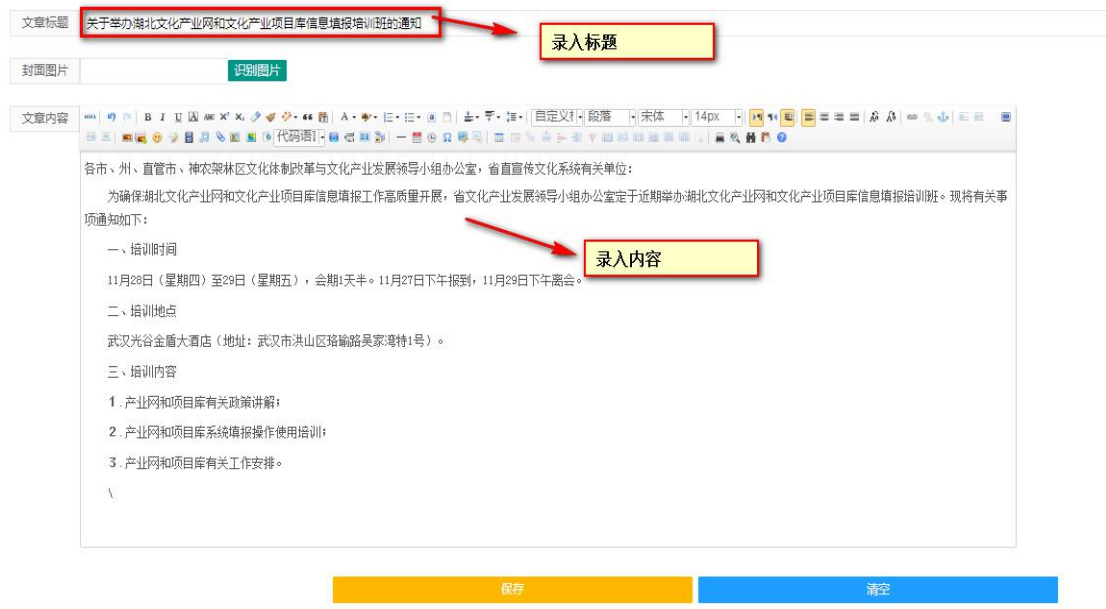 文章标题 关于举办湖北文化产业网和文化产业项目库信息填报培训班的通知
录入标题
封面图片 识别图片
文章内容 自定义 段落 宋体 14px
代码语言
各市、州、直管市、神农架林区文化体制改革与文化产业发展领导小组办公室，省直宣传文化系统有关单位：
为确保湖北文化产业网和文化产业项目库信息填报工作高质量开展，省文化产业发展领导小组办公室定于近期举办湖北文化产业网和文化产业项目库信息填报培训班。现将有关事
项通知如下：
一、培训时间
录入内容
11月28日（星期四）至29日（星期五），会期1天半。11月27日下午报到，11月29日下午离会。
二、培训地点
武汉光谷金盾大酒店（地址：武汉市洪山区珞瑜路吴家湾特1号）。
三、培训内容
1．产业网和项目库有关政策讲解；
2．产业网和项目库系统填报操作使用培训；
3．产业网和项目库有关工作安排。
\
保存 清空